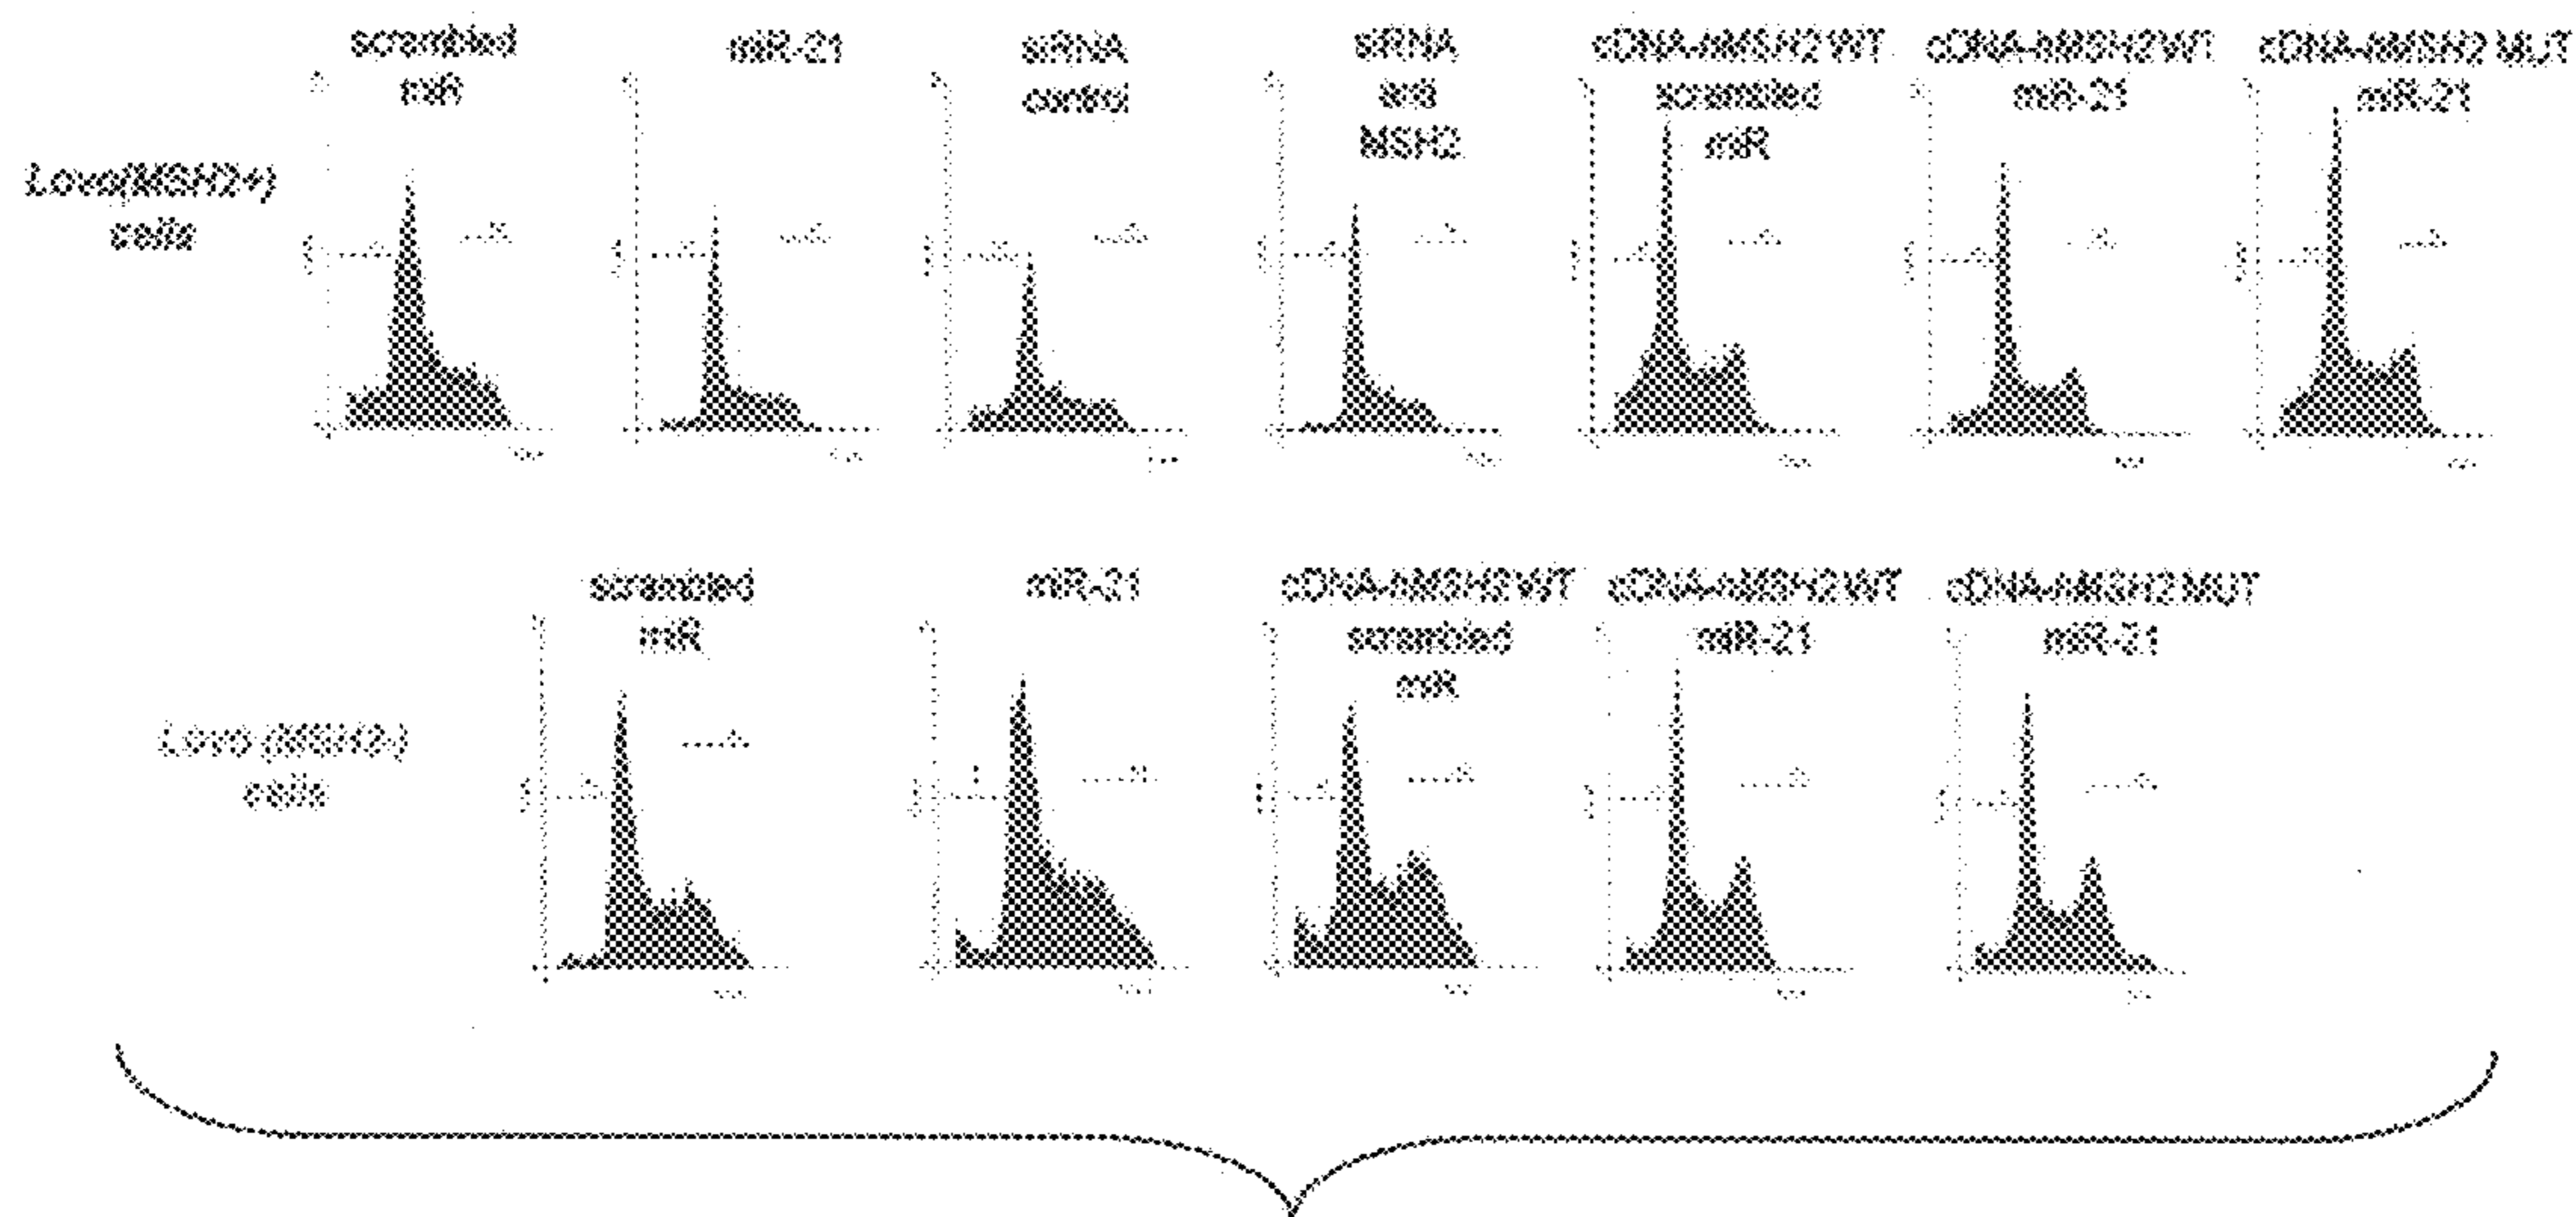 scrambled
miR
miR-21
siRNA
control
siRNA
anti
MSH2
cDNA-hMSH2 WT
scrambled
miR
cDNA-hMSH2 WT
miR-21
cDNA-hMSH2 MUT
miR-21
Lovo(MSH2+)
cells
scrambled
miR
miR-21
cDNA-hMSH2 WT
scrambled
miR
cDNA-hMSH2 WT
miR-21
cDNA-hMSH2 MUT
miR-21
Lovo (MSH2-)
cells